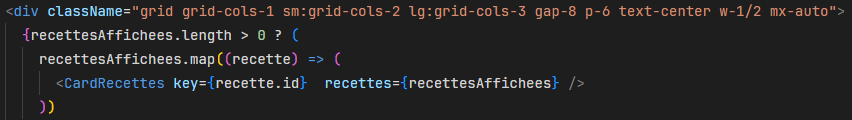 <div className="grid grid-cols-1 sm:grid-cols-2 lg:grid-cols-3 gap-8 p-6 text-center w-1/2 mx-auto">
{recettesAffichees.length > 0 ? (
recettesAffichees.map((recette) => (
<CardRecettes key={recette.id}  recettes={recettesAffichees} />
))